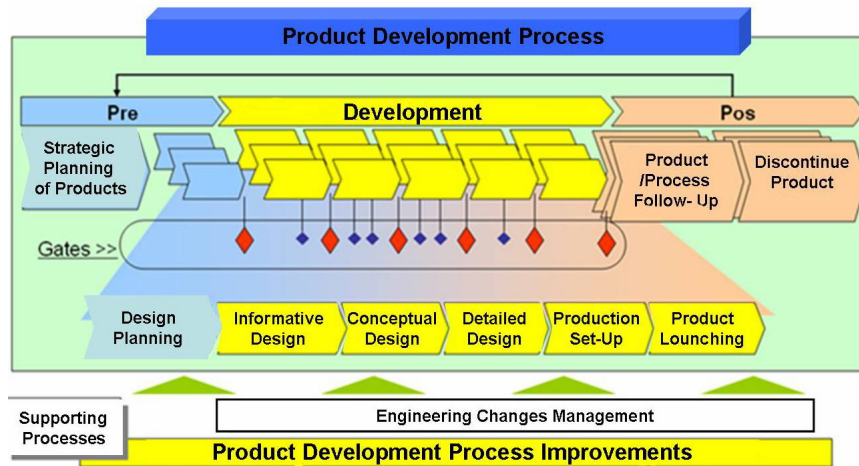 Product Development Process
Pre
Development
Pos
Strategic
Planning
of Products
Product
/Process
Follow- Up
Discontinue
Product
Gates >>
Design
Planning
Informative
Design
Conceptual
Design
Detailed
Design
Production
Set-Up
Product
Lounching
Supporting
Processes
Engineering Changes Management
Product Development Process Improvements